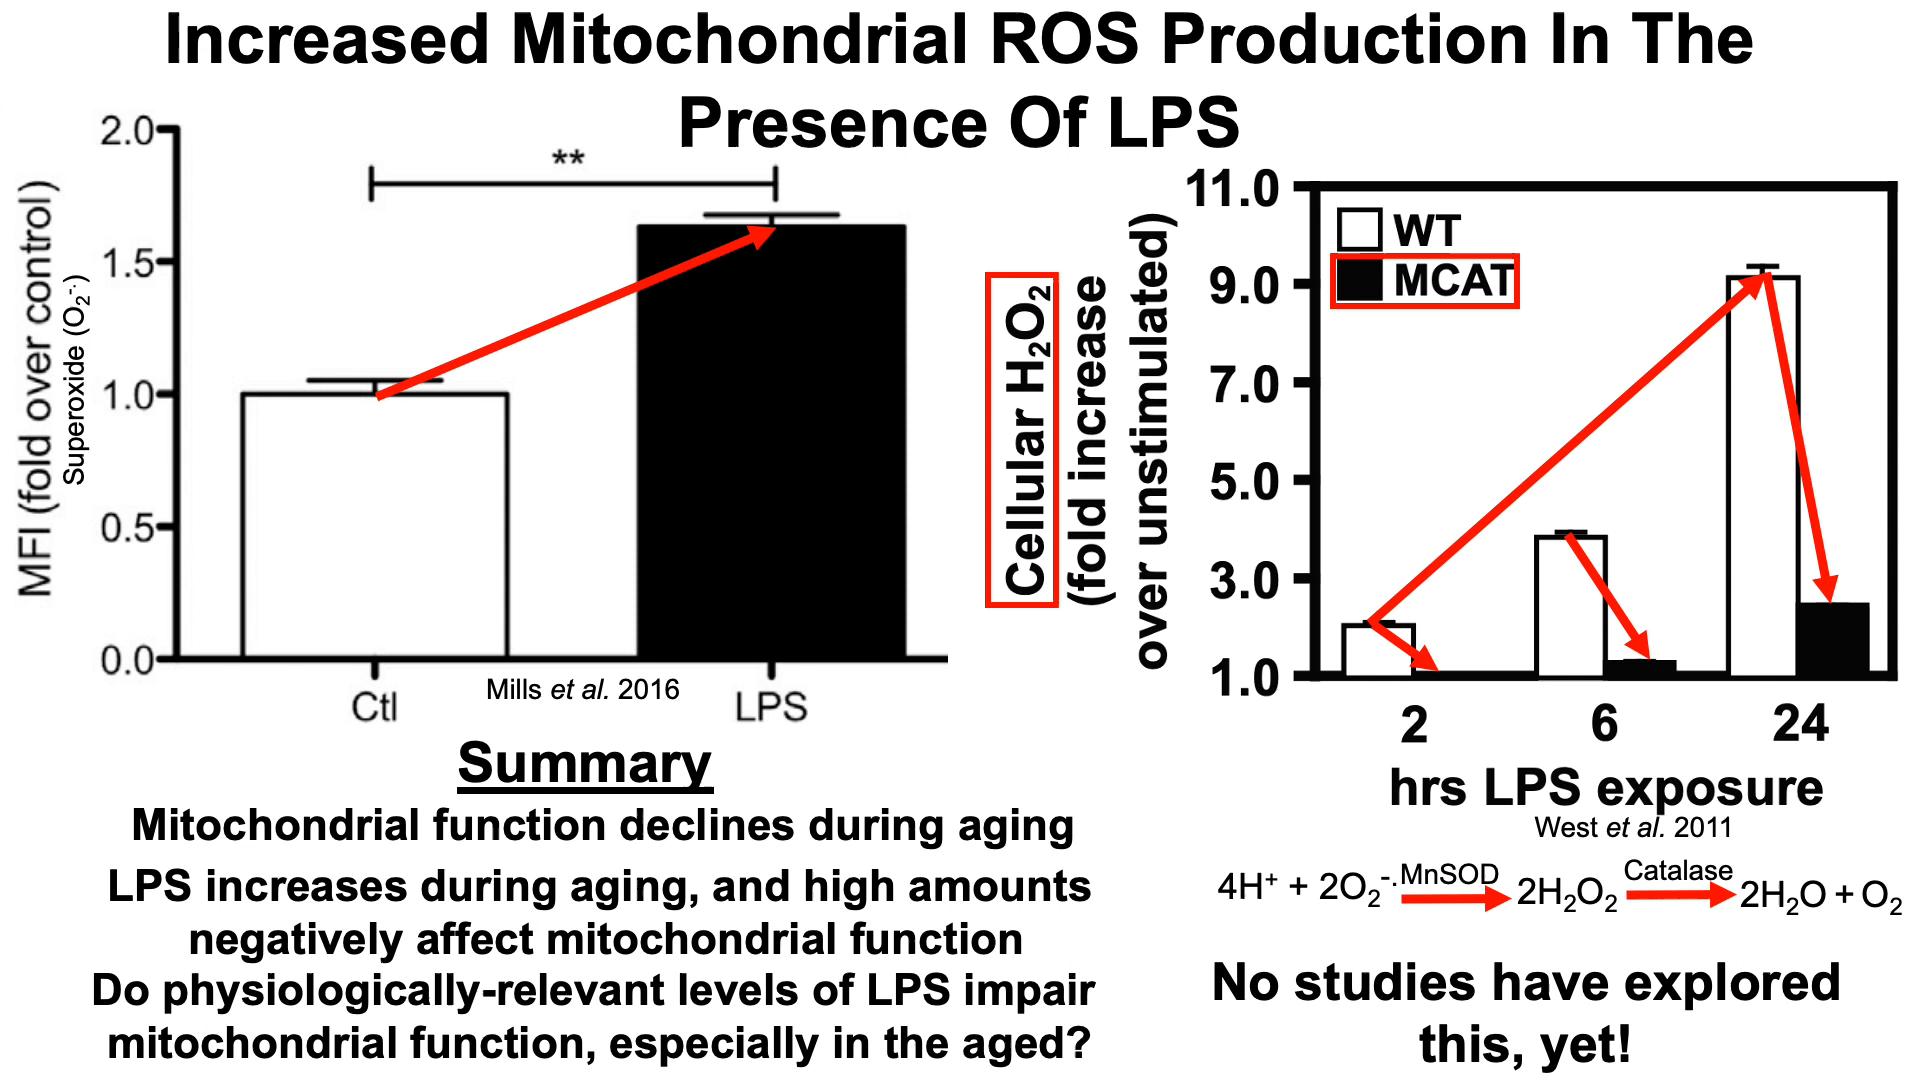 Increased Mitochondrial ROS Production In The
Presence Of LPS
MFI (fold over control)
Superoxide (O₂⁻·)
2.0
1.5
1.0
0.5
0.0
**
Ctl
LPS
Mills et al. 2016
Cellular H₂O₂
(fold increase
over unstimulated)
11.0
9.0
7.0
5.0
3.0
1.0
WT
MCAT
2
6
24
hrs LPS exposure
West et al. 2011
Summary
Mitochondrial function declines during aging
LPS increases during aging, and high amounts
negatively affect mitochondrial function
Do physiologically-relevant levels of LPS impair
mitochondrial function, especially in the aged?
4H⁺ + 2O₂⁻· MnSOD 2H₂O₂ Catalase 2H₂O + O₂
No studies have explored
this, yet!